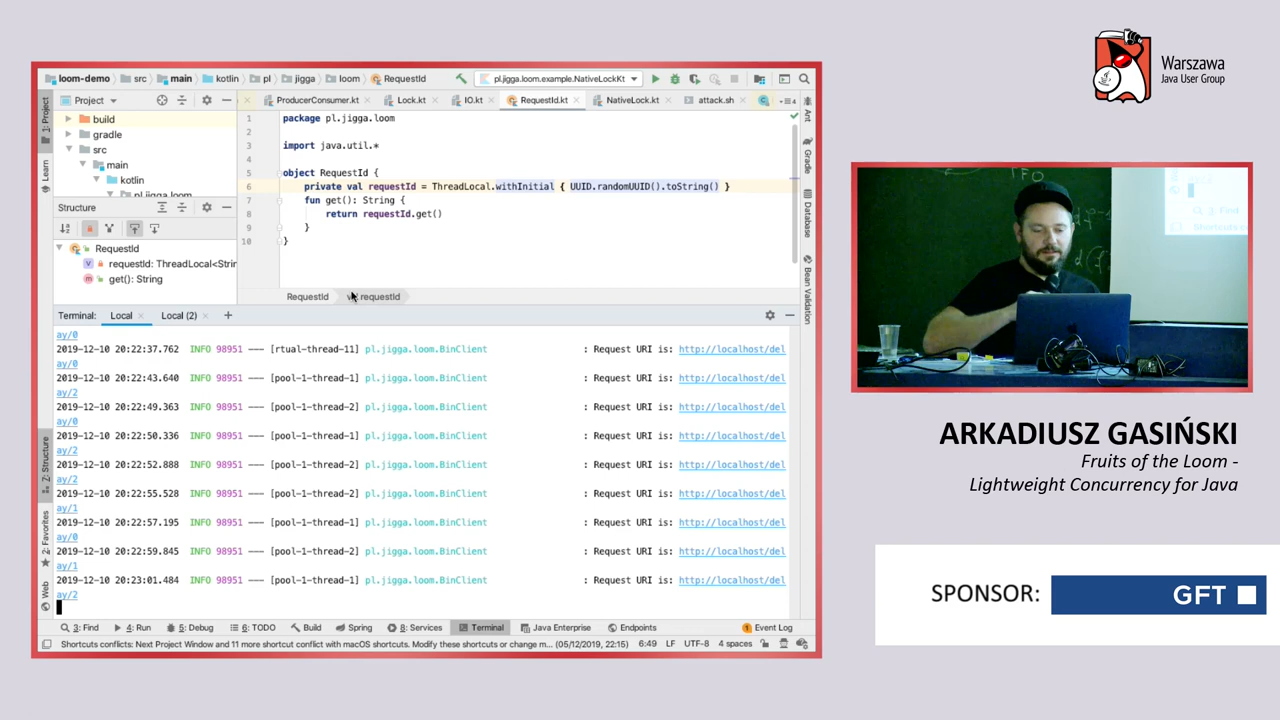 loom-demo src main kotlin pl jigga loom RequestId pl.jigga.loom.example.NativeLockKt
Project
ProducerConsumer.kt Lock.kt IO.kt RequestId.kt NativeLock.kt attack.sh
1: Project
Learn
build
gradle
src
main
kotlin
pl.jigga.loom
Structure
RequestId
requestId: ThreadLocal<Strin
get(): String
1 package pl.jigga.loom
2
3 import java.util.*
4
5 object RequestId {
6 private val requestId = ThreadLocal.withInitial { UUID.randomUUID().toString() }
7 fun get(): String {
8 return requestId.get()
9 }
10 }
RequestId requestId
Ant
Gradle
Database
Bean Validation
Terminal: Local Local (2)
ay/0
2019-12-10 20:22:37.762 INFO 98951 --- [rtual-thread-11] pl.jigga.loom.BinClient : Request URI is: http://localhost/del
ay/0
2019-12-10 20:22:43.640 INFO 98951 --- [pool-1-thread-1] pl.jigga.loom.BinClient : Request URI is: http://localhost/del
ay/2
2019-12-10 20:22:49.363 INFO 98951 --- [pool-1-thread-2] pl.jigga.loom.BinClient : Request URI is: http://localhost/del
ay/0
2019-12-10 20:22:50.336 INFO 98951 --- [pool-1-thread-1] pl.jigga.loom.BinClient : Request URI is: http://localhost/del
ay/2
2019-12-10 20:22:52.888 INFO 98951 --- [pool-1-thread-2] pl.jigga.loom.BinClient : Request URI is: http://localhost/del
ay/2
2019-12-10 20:22:55.528 INFO 98951 --- [pool-1-thread-2] pl.jigga.loom.BinClient : Request URI is: http://localhost/del
ay/1
2019-12-10 20:22:57.195 INFO 98951 --- [pool-1-thread-1] pl.jigga.loom.BinClient : Request URI is: http://localhost/del
ay/0
2019-12-10 20:22:59.845 INFO 98951 --- [pool-1-thread-2] pl.jigga.loom.BinClient : Request URI is: http://localhost/del
ay/1
2019-12-10 20:23:01.484 INFO 98951 --- [pool-1-thread-1] pl.jigga.loom.BinClient : Request URI is: http://localhost/del
ay/2
7: Structure
2: Favorites
Web
3: Find 4: Run 5: Debug 6: TODO Build Spring 8: Services Terminal Java Enterprise Endpoints Event Log
Shortcuts conflicts: Next Project Window and 11 more shortcut conflict with macOS shortcuts. Modify these shortcuts or change m... (05/12/2019, 22:15) 6:49 LF UTF-8 4 spaces
Warszawa
Java User Group
ARKADIUSZ GASIŃSKI
Fruits of the Loom -
Lightweight Concurrency for Java
SPONSOR: GFT